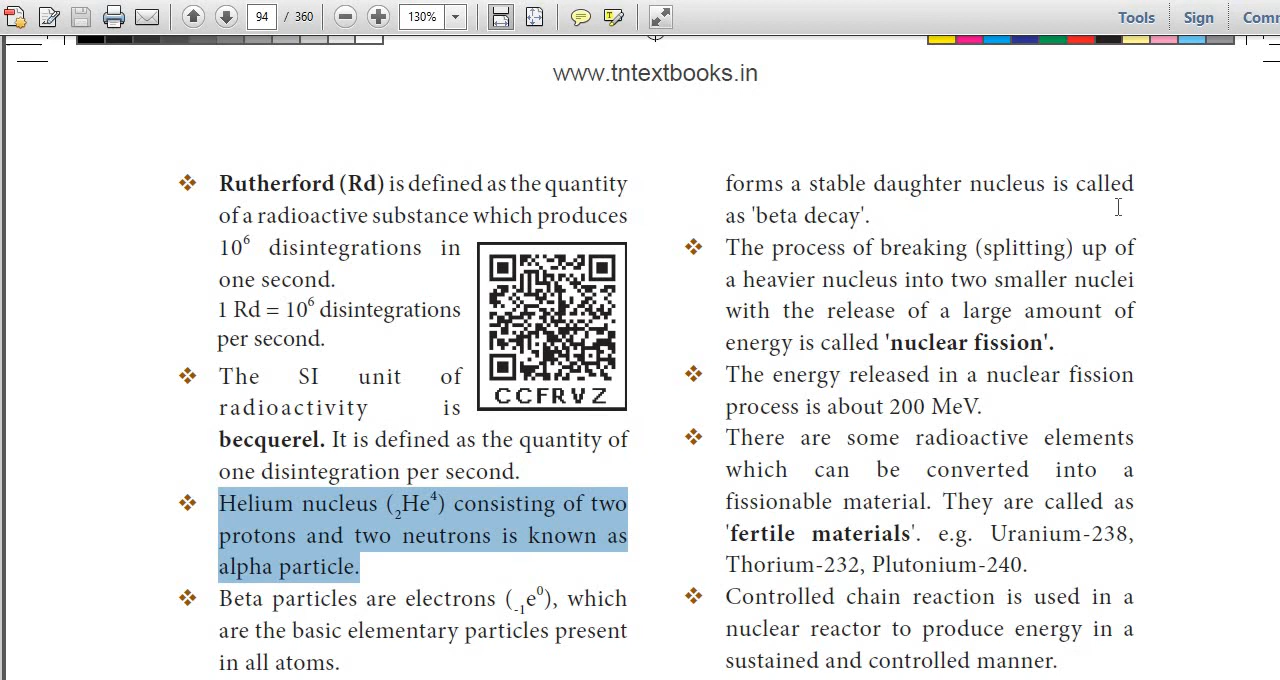 94 / 360
130%
Tools
Sign
Comm
www.tntextbooks.in
❖ Rutherford (Rd) is defined as the quantity
of a radioactive substance which produces
10⁶ disintegrations in
one second.
1 Rd = 10⁶ disintegrations
per second.
CCFRVZ
❖ The SI unit of
radioactivity is
becquerel. It is defined as the quantity of
one disintegration per second.
❖ Helium nucleus (₂He⁴) consisting of two
protons and two neutrons is known as
alpha particle.
❖ Beta particles are electrons (₋₁e⁰), which
are the basic elementary particles present
in all atoms.
forms a stable daughter nucleus is called
as 'beta decay'.
❖ The process of breaking (splitting) up of
a heavier nucleus into two smaller nuclei
with the release of a large amount of
energy is called 'nuclear fission'.
❖ The energy released in a nuclear fission
process is about 200 MeV.
❖ There are some radioactive elements
which can be converted into a
fissionable material. They are called as
'fertile materials'. e.g. Uranium-238,
Thorium-232, Plutonium-240.
❖ Controlled chain reaction is used in a
nuclear reactor to produce energy in a
sustained and controlled manner.